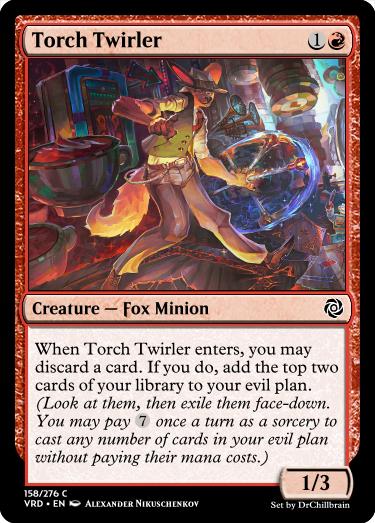 Torch Twirler 1
Creature — Fox Minion
When Torch Twirler enters, you may
discard a card. If you do, add the top two
cards of your library to your evil plan.
(Look at them, then exile them face-down.
You may pay 7 once a turn as a sorcery to
cast any number of cards in your evil plan
without paying their mana costs.)
1/3
158/276 C
VRD • EN Alexander Nikuschenkov
Set by DrChillbrain